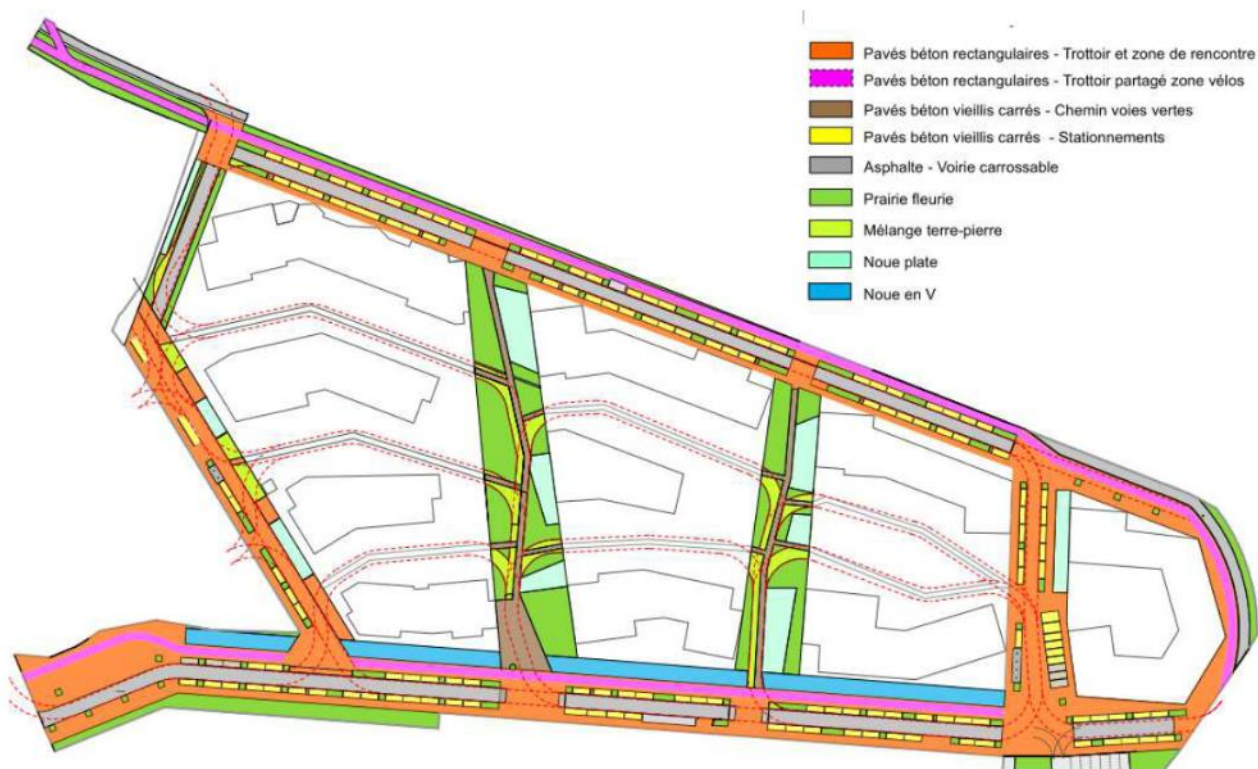 Pavés béton rectangulaires - Trottoir et zone de rencontre
Pavés béton rectangulaires - Trottoir partagé zone vélos
Pavés béton vieillis carrés - Chemin voies vertes
Pavés béton vieillis carrés - Stationnements
Asphalte - Voirie carrossable
Prairie fleurie
Mélange terre-pierre
Noue plate
Noue en V